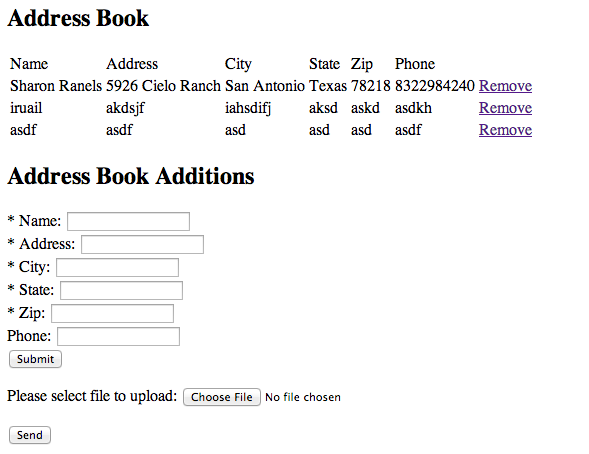 Address Book
Name Address City State Zip Phone
Sharon Ranels 5926 Cielo Ranch San Antonio Texas 78218 8322984240 Remove
iruail akdsjf iahsdifj aksd askd asdkh Remove
asdf asdf asd asd asd asdf Remove
Address Book Additions
* Name:
* Address:
* City:
* State:
* Zip:
Phone:
Submit
Please select file to upload: Choose File No file chosen
Send